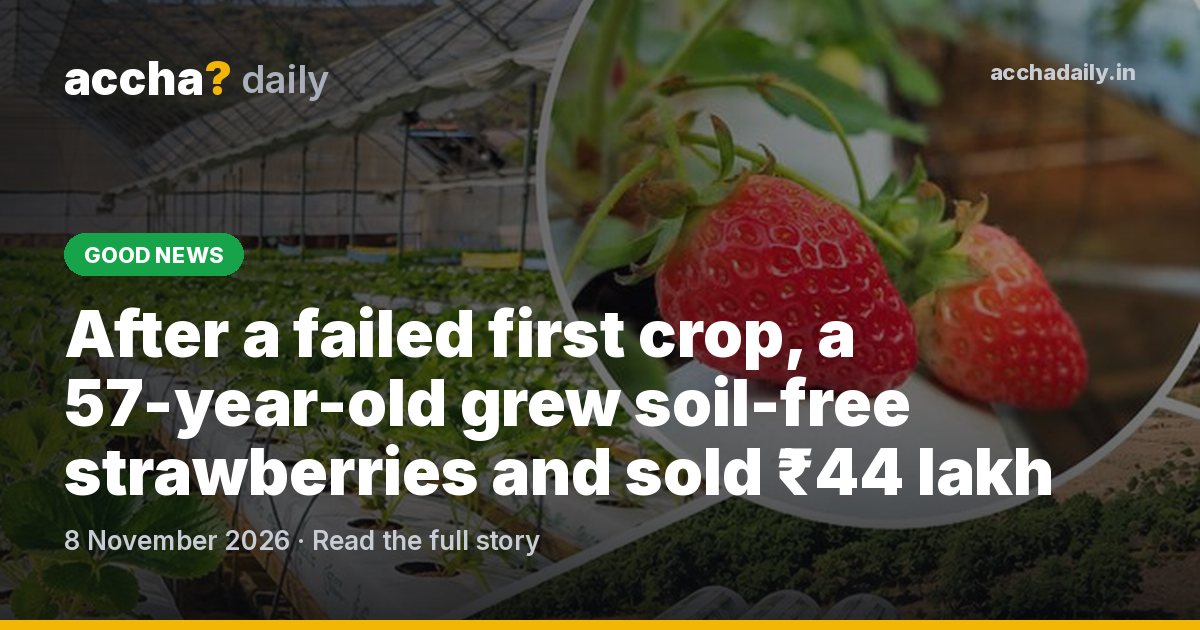 accha? daily
acchadaily.in
GOOD NEWS
After a failed first crop, a
57-year-old grew soil-free
strawberries and sold ₹44 lakh
8 November 2026 · Read the full story